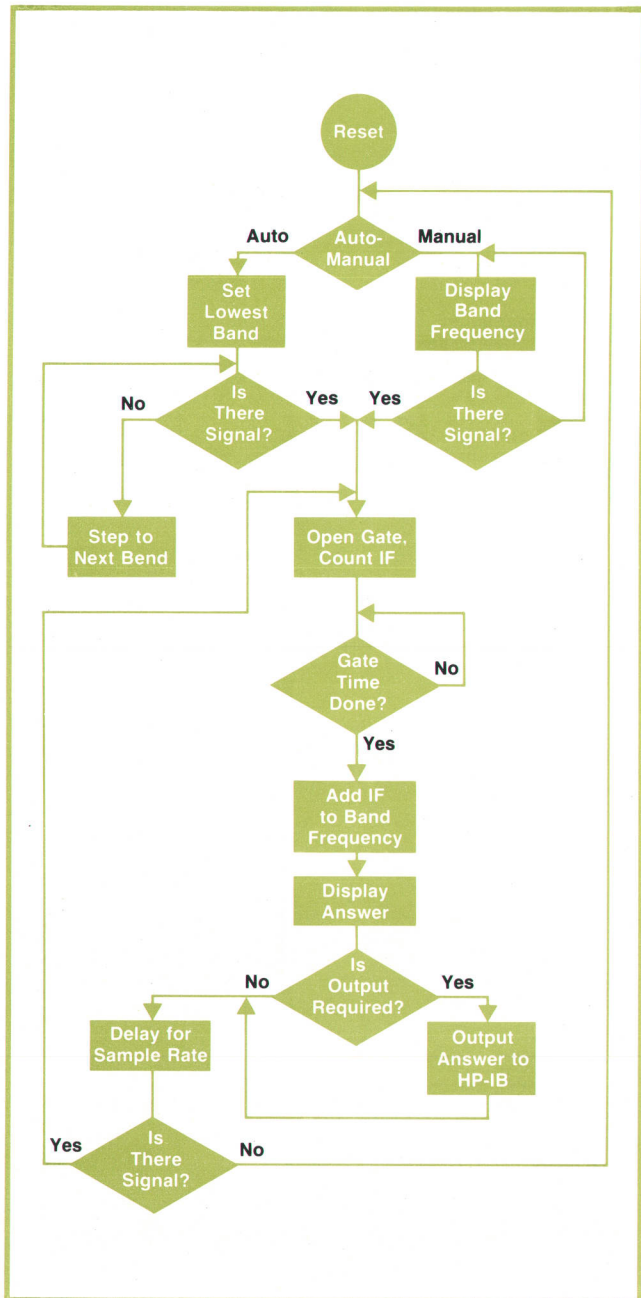 Reset
Auto
Auto-
Manual
Manual
Set
Lowest
Band
Display
Band
Frequency
No
Is
There
Signal?
Yes
Yes
Is
There
Signal?
Step to
Next Bend
Open Gate,
Count IF
Gate
Time
Done?
No
Yes
Add IF
to Band
Frequency
Display
Answer
No
Is
Output
Required?
Yes
Delay for
Sample Rate
Output
Answer to
HP-IB
Yes
Is
There
Signal?
No